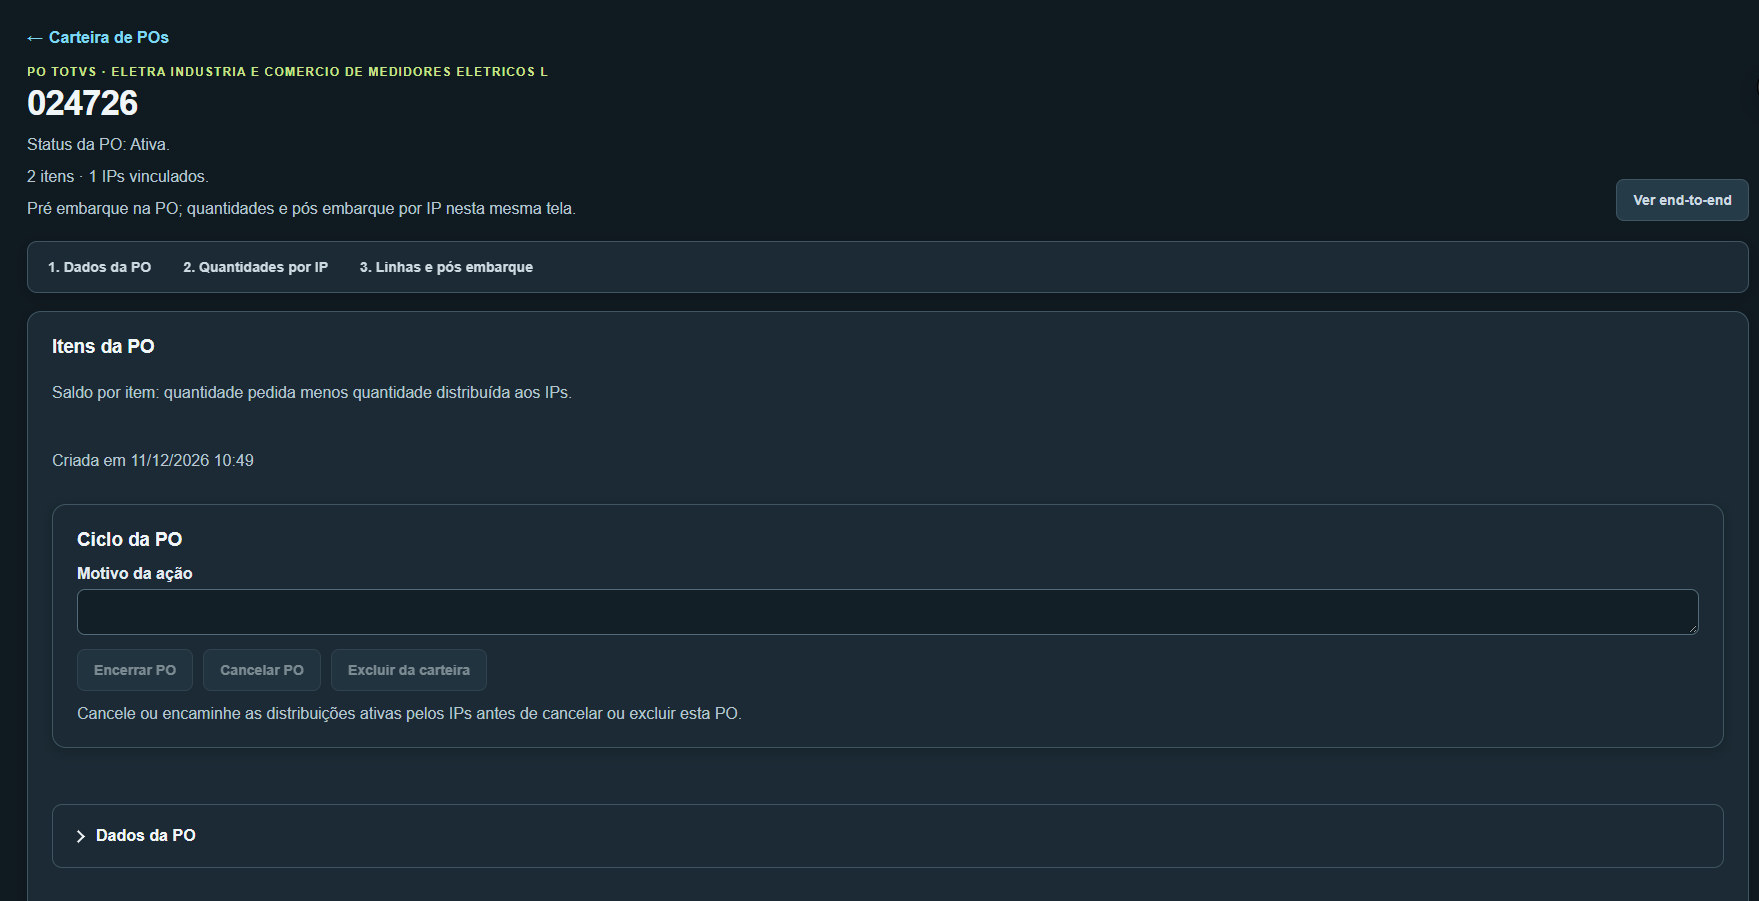 ← Carteira de POs
PO TOTVS · ELETRA INDUSTRIA E COMERCIO DE MEDIDORES ELETRICOS L
024726
Status da PO: Ativa.
2 itens · 1 IPs vinculados.
Pré embarque na PO; quantidades e pós embarque por IP nesta mesma tela.
Ver end-to-end
1. Dados da PO 2. Quantidades por IP 3. Linhas e pós embarque
Itens da PO
Saldo por item: quantidade pedida menos quantidade distribuída aos IPs.
Criada em 11/12/2026 10:49
Ciclo da PO
Motivo da ação
Encerrar PO Cancelar PO Excluir da carteira
Cancele ou encaminhe as distribuições ativas pelos IPs antes de cancelar ou excluir esta PO.
Dados da PO